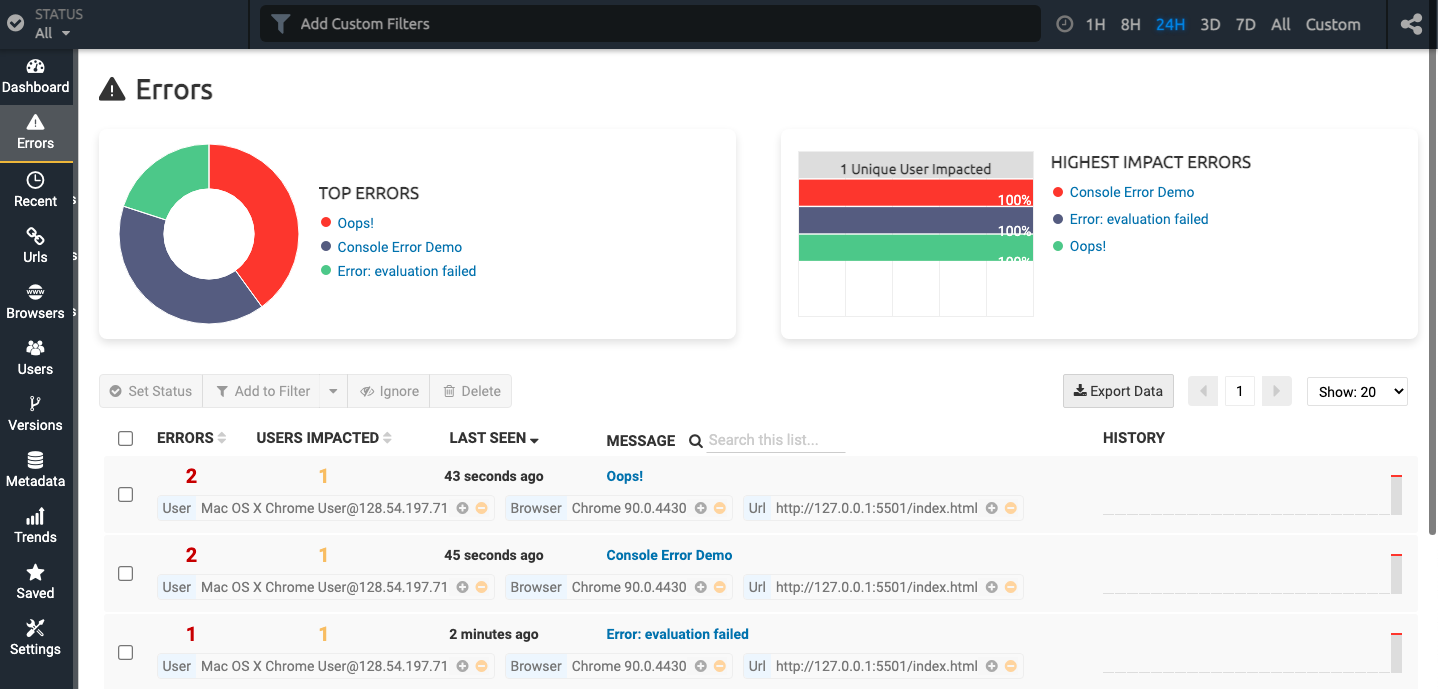 STATUS
All
Add Custom Filters
1H 8H 24H 3D 7D All Custom
Dashboard
Errors
Recent
Urls
Browsers
Users
Versions
Metadata
Trends
Saved
Settings
Errors
TOP ERRORS
Oops!
Console Error Demo
Error: evaluation failed
1 Unique User Impacted
100%
100%
100%
HIGHEST IMPACT ERRORS
Console Error Demo
Error: evaluation failed
Oops!
Set Status Add to Filter Ignore Delete
Export Data 1 Show: 20
ERRORS USERS IMPACTED LAST SEEN MESSAGE Search this list... HISTORY
2 1 43 seconds ago Oops!
User Mac OS X Chrome User@128.54.197.71 Browser Chrome 90.0.4430 Url http://127.0.0.1:5501/index.html
2 1 45 seconds ago Console Error Demo
User Mac OS X Chrome User@128.54.197.71 Browser Chrome 90.0.4430 Url http://127.0.0.1:5501/index.html
1 1 2 minutes ago Error: evaluation failed
User Mac OS X Chrome User@128.54.197.71 Browser Chrome 90.0.4430 Url http://127.0.0.1:5501/index.html